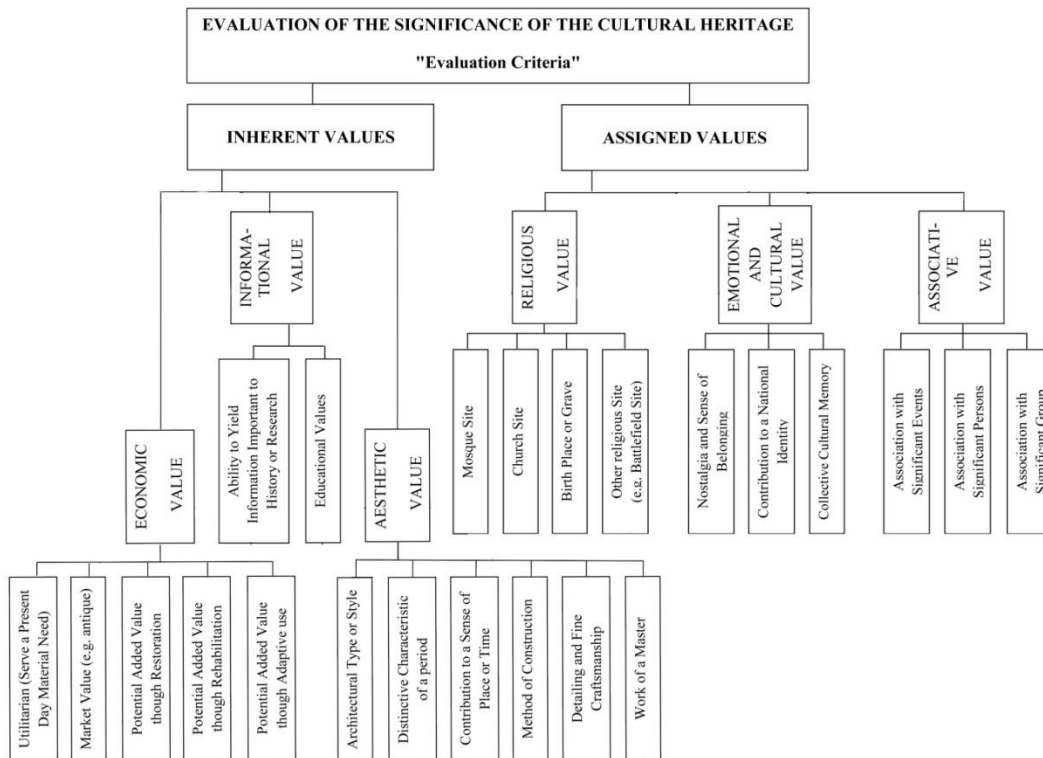 EVALUATION OF THE SIGNIFICANCE OF THE CULTURAL HERITAGE
"Evaluation Criteria"
INHERENT VALUES
ASSIGNED VALUES
INFORMA-
TIONAL
VALUE
RELIGIOUS
VALUE
EMOTIONAL
AND
CULTURAL
VALUE
ASSOCIATI-
VE
VALUE
ECONOMIC
VALUE
Ability to Yield
Information Important to
History or Research
Educational Values
AESTHETIC
VALUE
Mosque Site
Church Site
Birth Place or Grave
Other religious Site
(e.g. Battlefield Site)
Nostalgia and Sense of
Belonging
Contribution to a National
Identity
Collective Cultural Memory
Association with
Significant Events
Association with
Significant Persons
Association with
Significant Group
Utilitarian (Serve a Present
Day Material Need)
Market Value (e.g. antique)
Potential Added Value
though Restoration
Potential Added Value
though Rehabilitation
Potential Added Value
though Adaptive use
Architectural Type or Style
Distinctive Characteristic
of a period
Contribution to a Sense of
Place or Time
Method of Construction
Detailing and Fine
Craftsmanship
Work of a Master